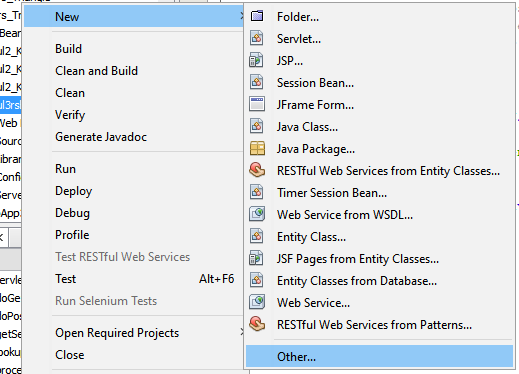 New
Build
Clean and Build
Clean
Verify
Generate Javadoc
Run
Deploy
Debug
Profile
Test RESTful Web Services
Test Alt+F6
Run Selenium Tests
Open Required Projects
Close
Folder...
Servlet...
JSP...
Session Bean...
JFrame Form...
Java Class...
Java Package...
RESTful Web Services from Entity Classes...
Timer Session Bean...
Web Service from WSDL...
Entity Class...
JSF Pages from Entity Classes...
Entity Classes from Database...
Web Service...
RESTful Web Services from Patterns...
Other...